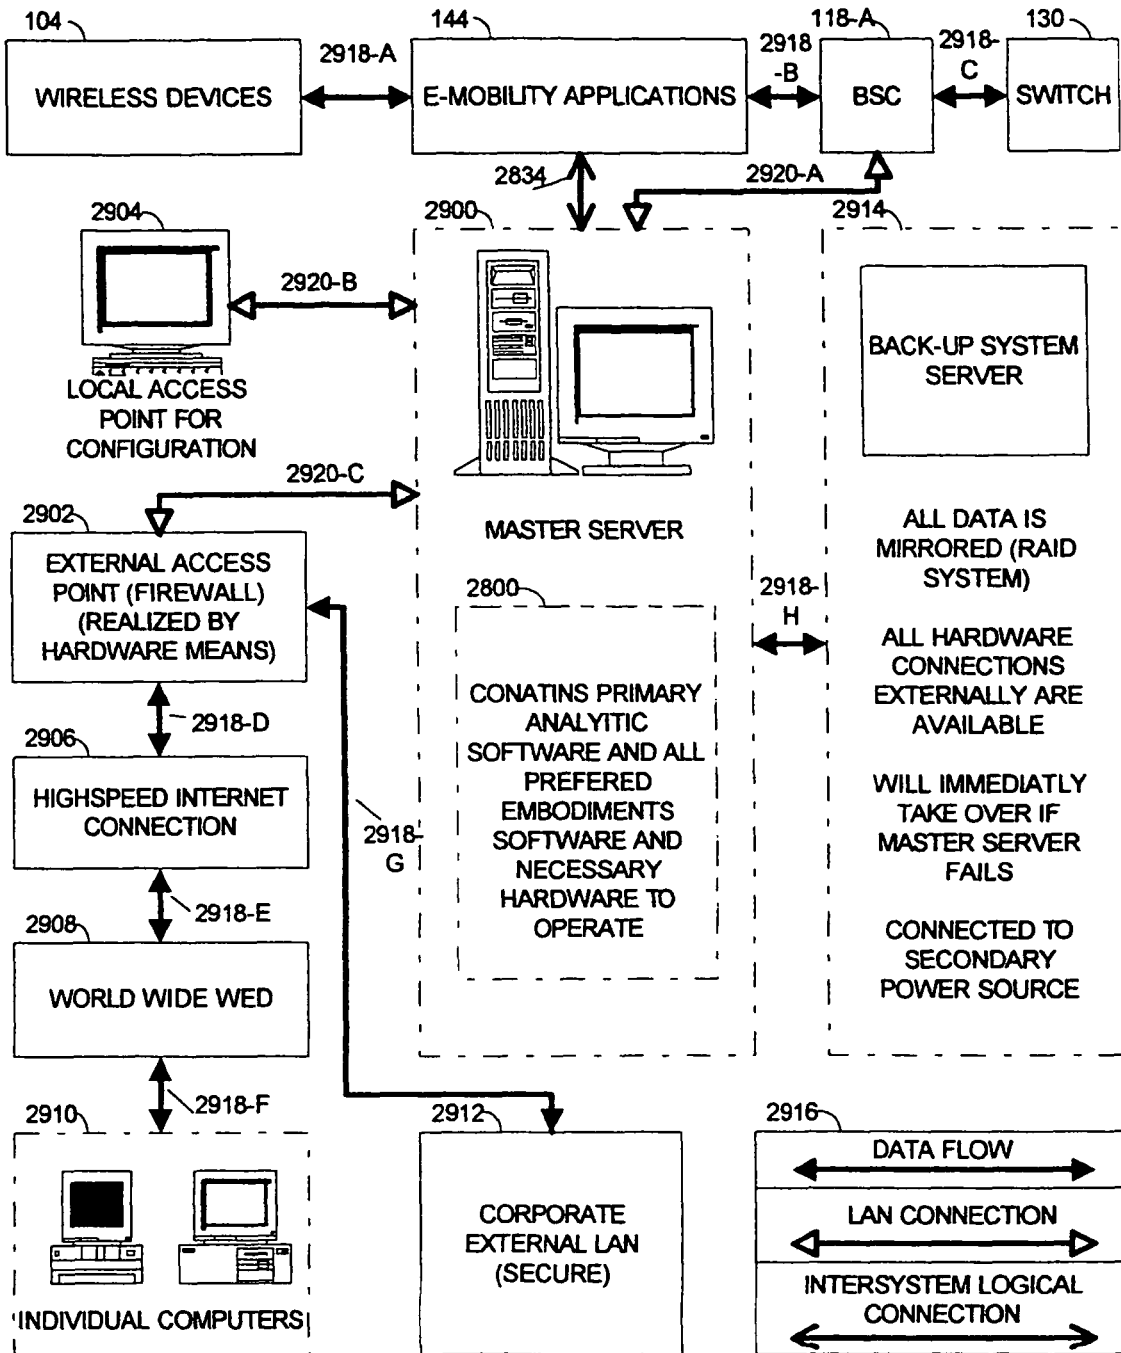 104
144
118-A
130
2918-A
2918
-B
2918-
C
WIRELESS DEVICES
E-MOBILITY APPLICATIONS
BSC
SWITCH
2834
2920-A
2904
2900
2914
2920-B
LOCAL ACCESS
POINT FOR
CONFIGURATION
BACK-UP SYSTEM
SERVER
2920-C
2902
EXTERNAL ACCESS
POINT (FIREWALL)
(REALIZED BY
HARDWARE MEANS)
MASTER SERVER
ALL DATA IS
MIRRORED (RAID
SYSTEM)
2800
2918-
H
ALL HARDWARE
CONNECTIONS
EXTERNALLY ARE
AVAILABLE
CONATINS PRIMARY
ANALYITIC
SOFTWARE AND ALL
PREFERED
EMBODIMENTS
SOFTWARE AND
NECESSARY
HARDWARE TO
OPERATE
2918-D
2906
HIGHSPEED INTERNET
CONNECTION
2918-
G
WILL IMMEDIATLY
TAKE OVER IF
MASTER SERVER
FAILS
2918-E
2908
WORLD WIDE WED
CONNECTED TO
SECONDARY
POWER SOURCE
2918-F
2910
INDIVIDUAL COMPUTERS
2912
CORPORATE
EXTERNAL LAN
(SECURE)
2916
DATA FLOW
LAN CONNECTION
INTERSYSTEM LOGICAL
CONNECTION